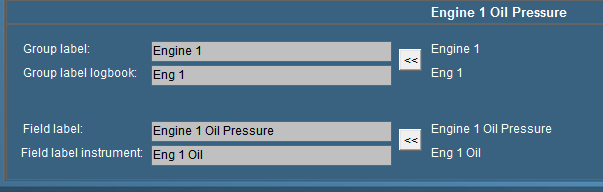 Engine 1 Oil Pressure
Group label: Engine 1 << Engine 1
Group label logbook: Eng 1 Eng 1
Field label: Engine 1 Oil Pressure << Engine 1 Oil Pressure
Field label instrument: Eng 1 Oil Eng 1 Oil